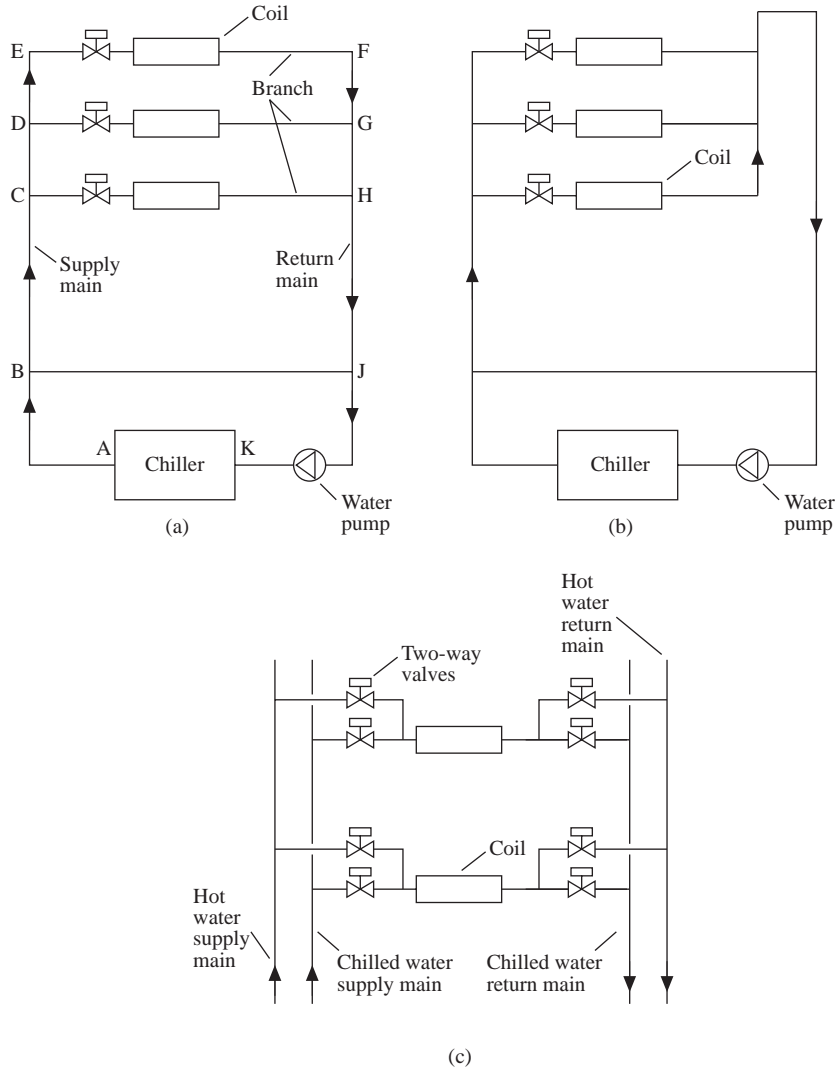 Coil
E
F
Branch
D
G
Coil
C
H
Supply
main
Return
main
B
J
A
K
Chiller
Chiller
Water
pump
Water
pump
(a)
(b)
Hot
water
return
main
Two-way
valves
Coil
Hot
water
supply
main
Chilled water
supply main
Chilled water
return main
(c)